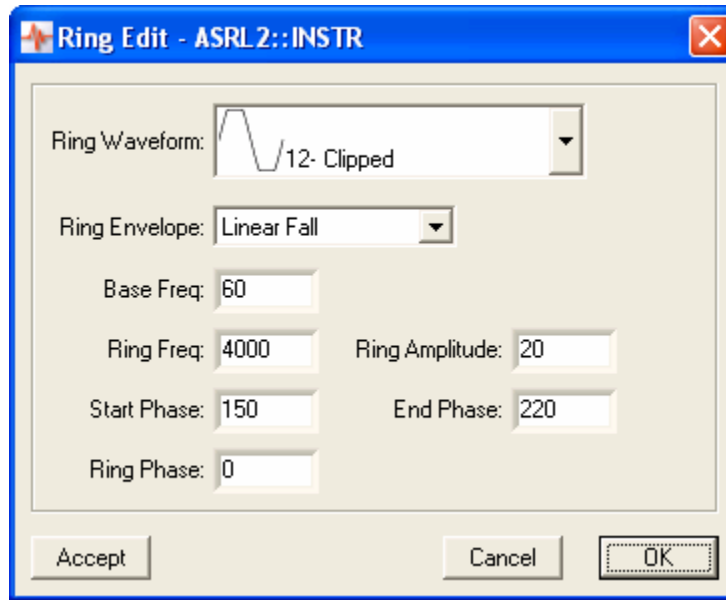 Ring Edit - ASRL2::INSTR
Ring Waveform: 12- Clipped
Ring Envelope: Linear Fall
Base Freq: 60
Ring Freq: 4000 Ring Amplitude: 20
Start Phase: 150 End Phase: 220
Ring Phase: 0
Accept Cancel OK